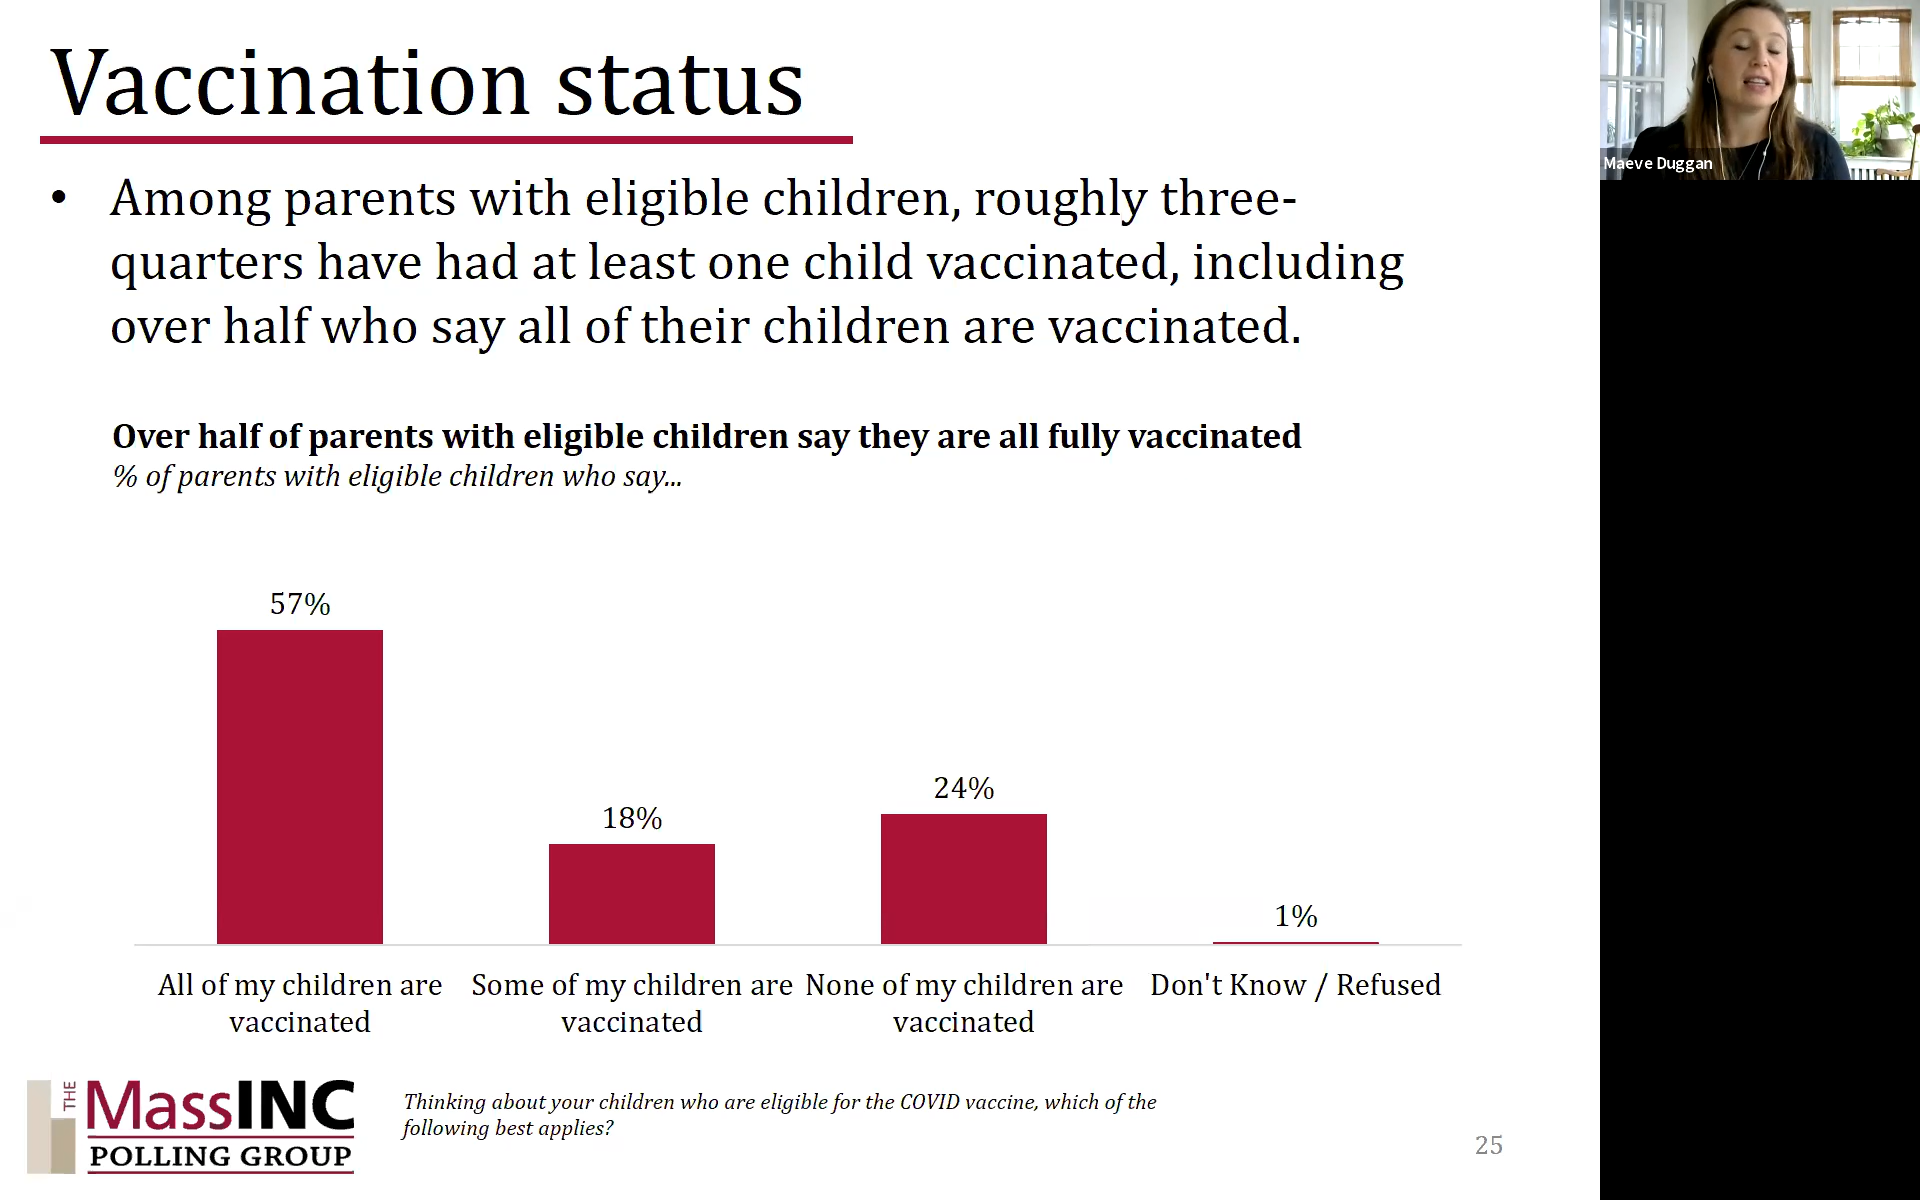 Vaccination status
Maeve Duggan
• Among parents with eligible children, roughly three-
quarters have had at least one child vaccinated, including
over half who say all of their children are vaccinated.
Over half of parents with eligible children say they are all fully vaccinated
% of parents with eligible children who say...
57%
18%
24%
1%
All of my children are
vaccinated
Some of my children are
vaccinated
None of my children are
vaccinated
Don't Know / Refused
THE
MassINC
POLLING GROUP
Thinking about your children who are eligible for the COVID vaccine, which of the
following best applies?
25